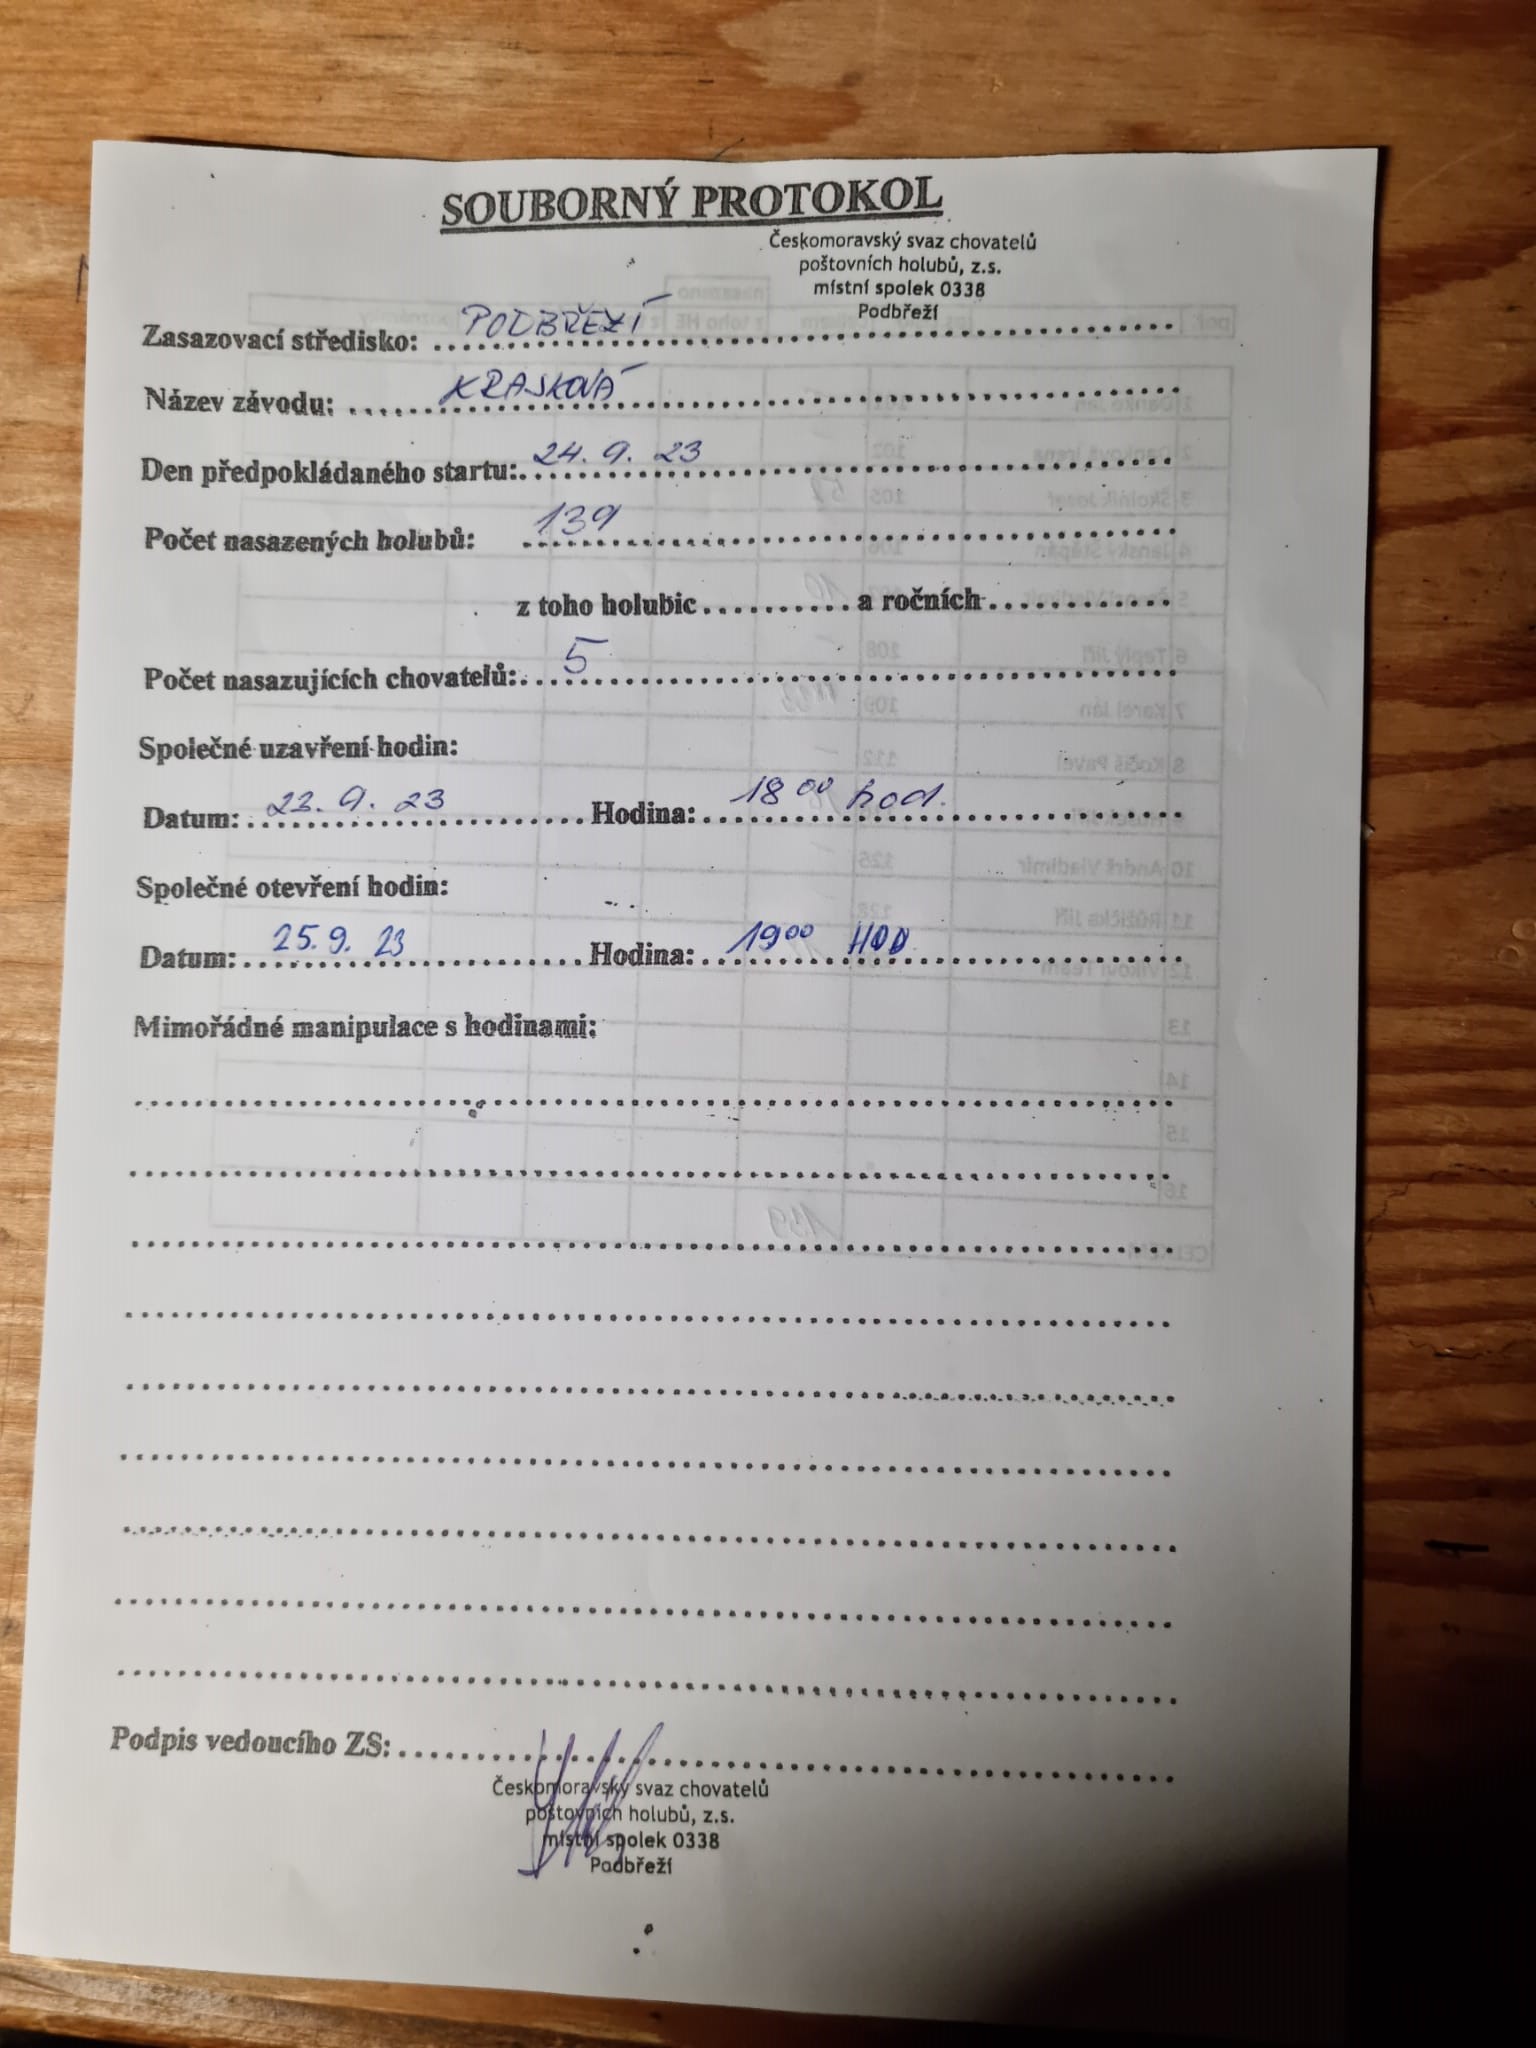 SOUBORNÝ PROTOKOL
Českomoravský svaz chovatelů
poštovních holubů, z.s.
místní spolek 0338
Podbřeží
Zasazovací středisko: PODBŘEZÍ
Název závodu: KRASKOVÁ
Den předpokládaného startu: 24. 9. 23
Počet nasazených holubů: 139
z toho holubic .......... a ročních ............
Počet nasazujících chovatelů: 5
Společné uzavření hodin:
Datum: 23. 9. 23 Hodina: 18 00 hod.
Společné otevření hodin:
Datum: 25. 9. 23 Hodina: 19 00 HOD
Mimořádné manipulace s hodinami:
Podpis vedoucího ZS:
Českomoravský svaz chovatelů
poštovních holubů, z.s.
místní spolek 0338
Podbřeží